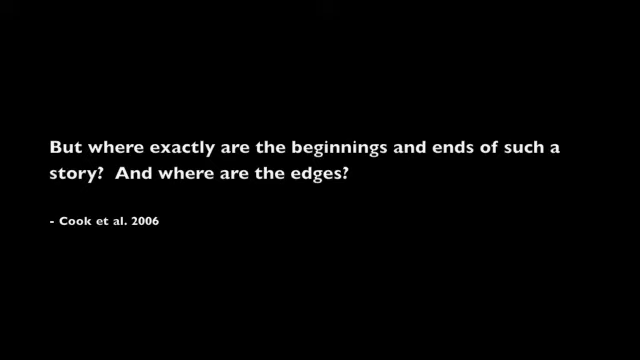 But where exactly are the beginnings and ends of such a
story?  And where are the edges?
- Cook et al. 2006